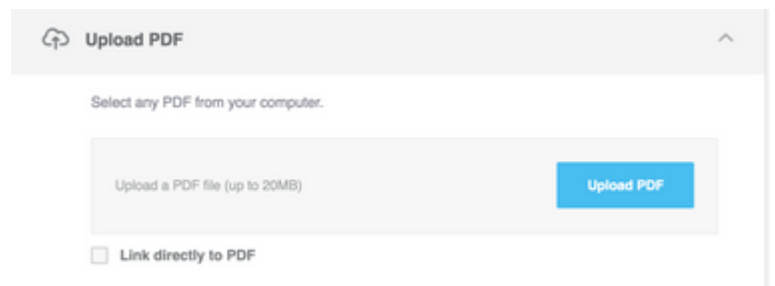 Upload PDF
Select any PDF from your computer.
Upload a PDF file (up to 20MB)
Upload PDF
Link directly to PDF